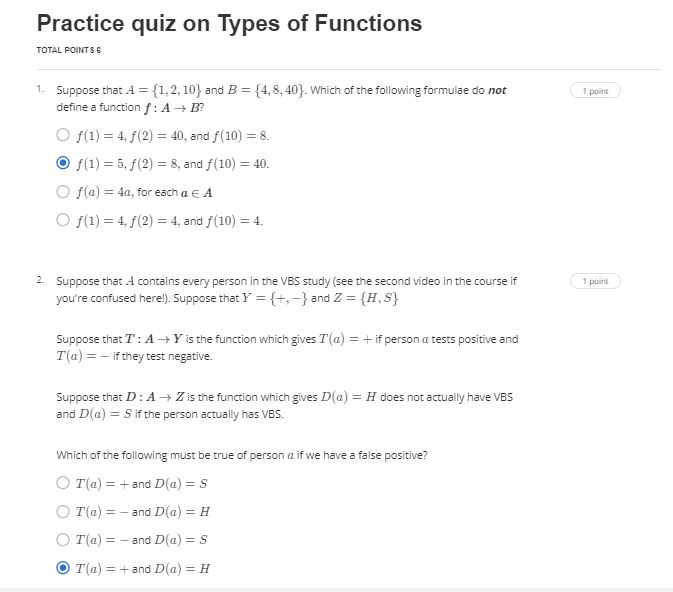 Practice quiz on Types of Functions
TOTAL POINTS 6
1. Suppose that A = {1, 2, 10} and B = {4, 8, 40}. Which of the following formulae do not
1 point
define a function f : A → B?
f(1) = 4, f(2) = 40, and f(10) = 8.
f(1) = 5, f(2) = 8, and f(10) = 40.
f(a) = 4a, for each a ∈ A
f(1) = 4, f(2) = 4, and f(10) = 4.
2. Suppose that A contains every person in the VBS study (see the second video in the course if
1 point
you're confused here!). Suppose that Y = {+, −} and Z = {H, S}
Suppose that T : A → Y is the function which gives T(a) = + if person a tests positive and
T(a) = − if they test negative.
Suppose that D : A → Z is the function which gives D(a) = H does not actually have VBS
and D(a) = S if the person actually has VBS.
Which of the following must be true of person a if we have a false positive?
T(a) = + and D(a) = S
T(a) = − and D(a) = H
T(a) = − and D(a) = S
T(a) = + and D(a) = H